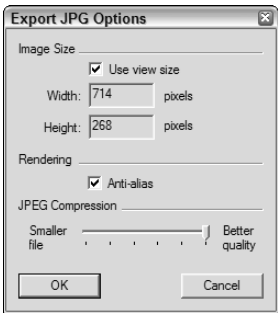 Export JPG Options
Image Size
Use view size
Width: 714 pixels
Height: 268 pixels
Rendering
Anti-alias
JPEG Compression
Smaller file
Better quality
OK Cancel